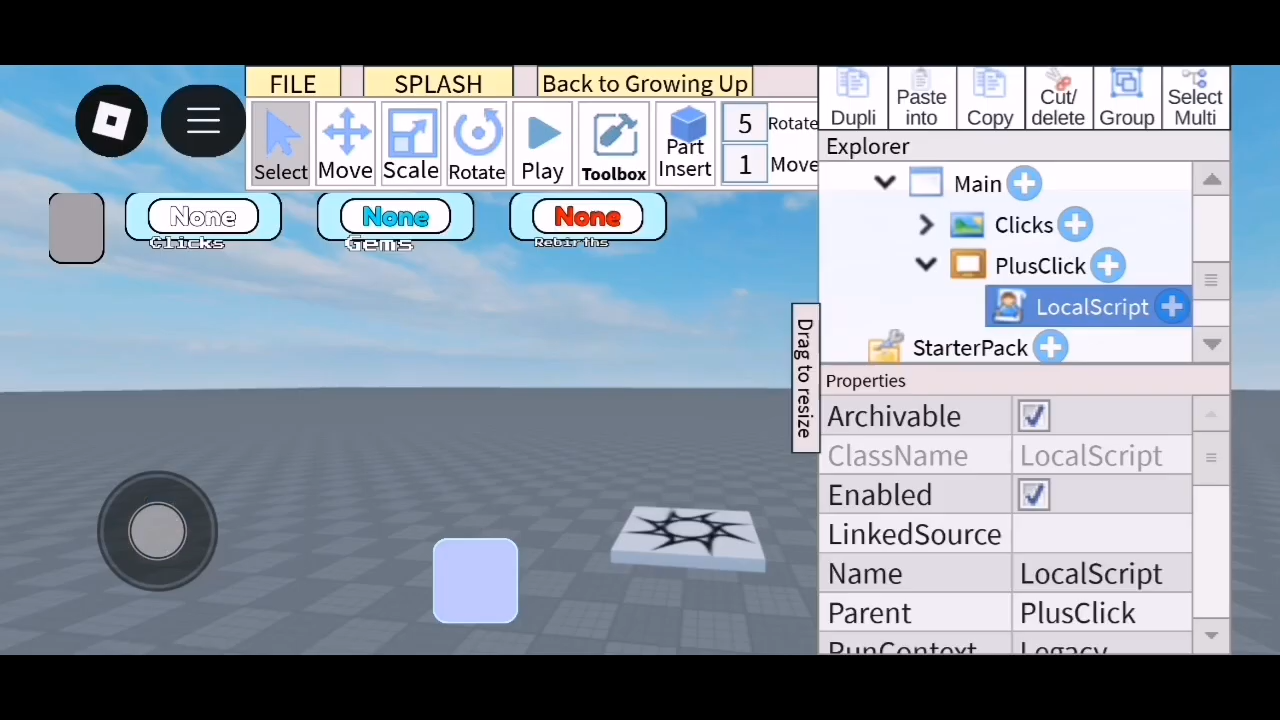 FILE
SPLASH
Back to Growing Up
Select
Move
Scale
Rotate
Play
Toolbox
Part
Insert
5
Rotate
1
Move
Dupli
Paste
into
Copy
Cut/
delete
Group
Select
Multi
None
Clicks
None
Gems
None
Rebirths
Explorer
Main
Clicks
PlusClick
LocalScript
StarterPack
Drag to resize
Properties
Archivable
ClassName LocalScript
Enabled
LinkedSource
Name LocalScript
Parent PlusClick
RunContext Legacy